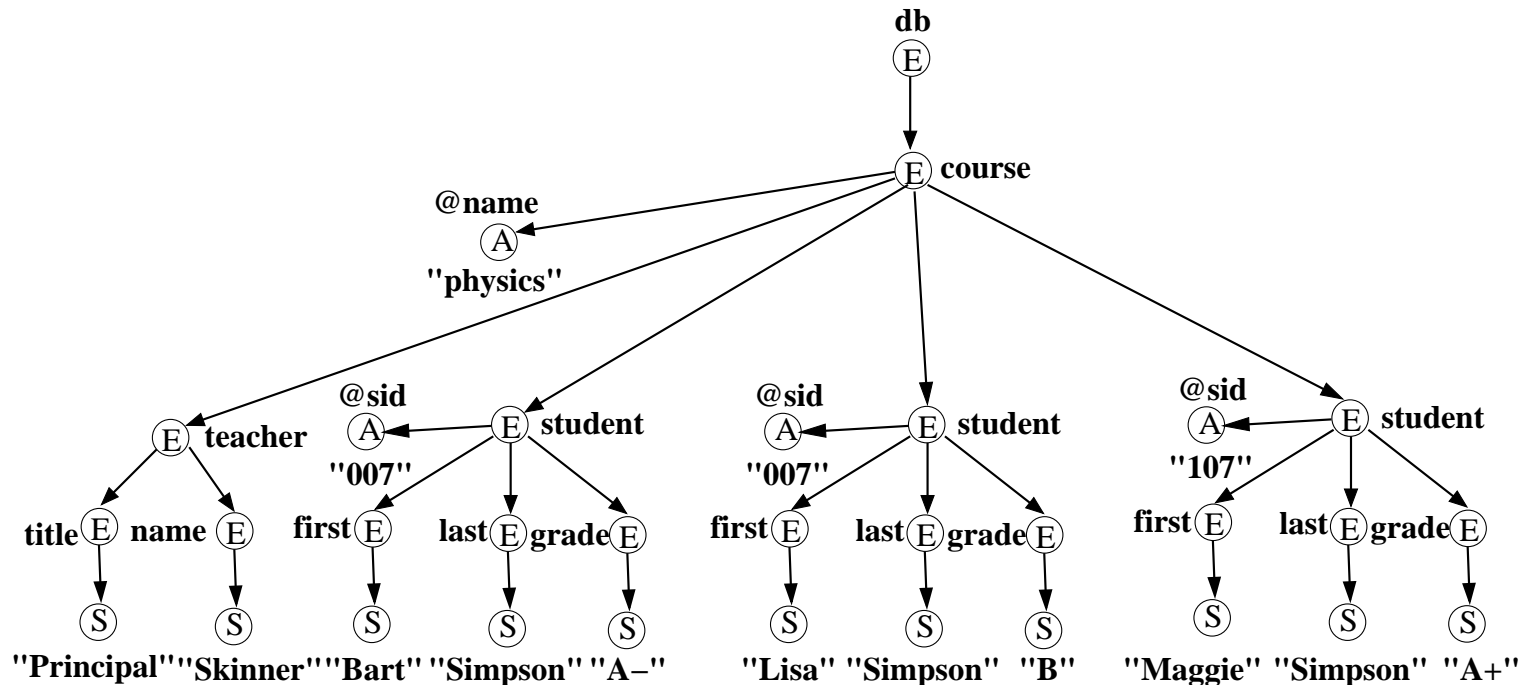 db
E
E course
@name
A
"physics"
@sid @sid @sid
E teacher A E student A E student A E student
"007" "007" "107"
title E name E first E last E grade E first E last E grade E first E last E grade E
S S S S S S S S S S S
"Principal" "Skinner" "Bart" "Simpson" "A−" "Lisa" "Simpson" "B" "Maggie" "Simpson" "A+"